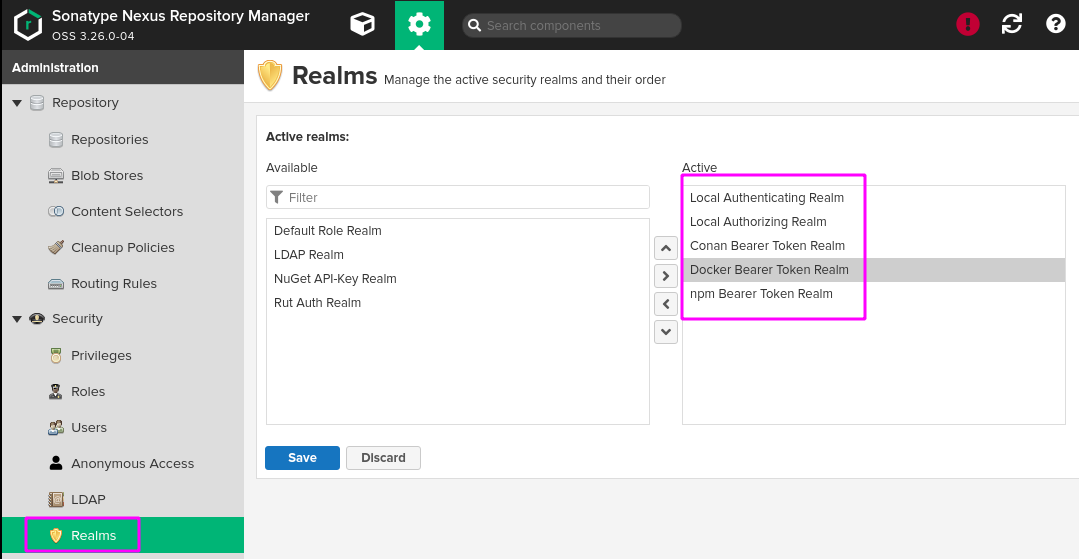 Sonatype Nexus Repository Manager
OSS 3.26.0-04
Search components
Administration
Repository
Repositories
Blob Stores
Content Selectors
Cleanup Policies
Routing Rules
Security
Privileges
Roles
Users
Anonymous Access
LDAP
Realms
Realms Manage the active security realms and their order
Active realms:
Available
Filter
Default Role Realm
LDAP Realm
NuGet API-Key Realm
Rut Auth Realm
Active
Local Authenticating Realm
Local Authorizing Realm
Conan Bearer Token Realm
Docker Bearer Token Realm
npm Bearer Token Realm
Save
Discard